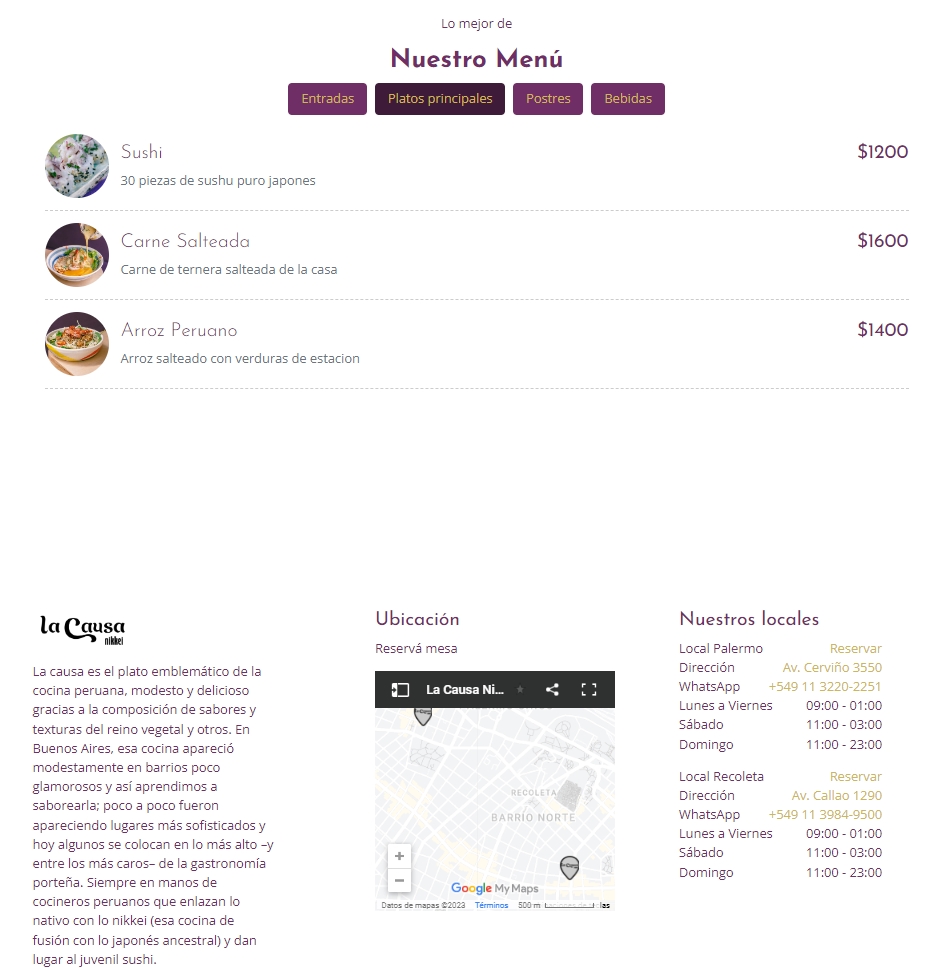 Lo mejor de
Nuestro Menú
Entradas Platos principales Postres Bebidas
Sushi $1200
30 piezas de sushu puro japones
Carne Salteada $1600
Carne de ternera salteada de la casa
Arroz Peruano $1400
Arroz salteado con verduras de estacion
la Causa
nikkei
La causa es el plato emblemático de la
cocina peruana, modesto y delicioso
gracias a la composición de sabores y
texturas del reino vegetal y otros. En
Buenos Aires, esa cocina apareció
modestamente en barrios poco
glamorosos y así aprendimos a
saborearla; poco a poco fueron
apareciendo lugares más sofisticados y
hoy algunos se colocan en lo más alto –y
entre los más caros– de la gastronomía
porteña. Siempre en manos de
cocineros peruanos que enlazan lo
nativo con lo nikkei (esa cocina de
fusión con lo japonés ancestral) y dan
lugar al juvenil sushi.
Ubicación
Reservá mesa
La Causa Ni...
RECOLETA
BARRIO NORTE
Google My Maps
Datos de mapas ©2023 Términos 500 m
Nuestros locales
Local Palermo Reservar
Dirección Av. Cerviño 3550
WhatsApp +549 11 3220-2251
Lunes a Viernes 09:00 - 01:00
Sábado 11:00 - 03:00
Domingo 11:00 - 23:00
Local Recoleta Reservar
Dirección Av. Callao 1290
WhatsApp +549 11 3984-9500
Lunes a Viernes 09:00 - 01:00
Sábado 11:00 - 03:00
Domingo 11:00 - 23:00